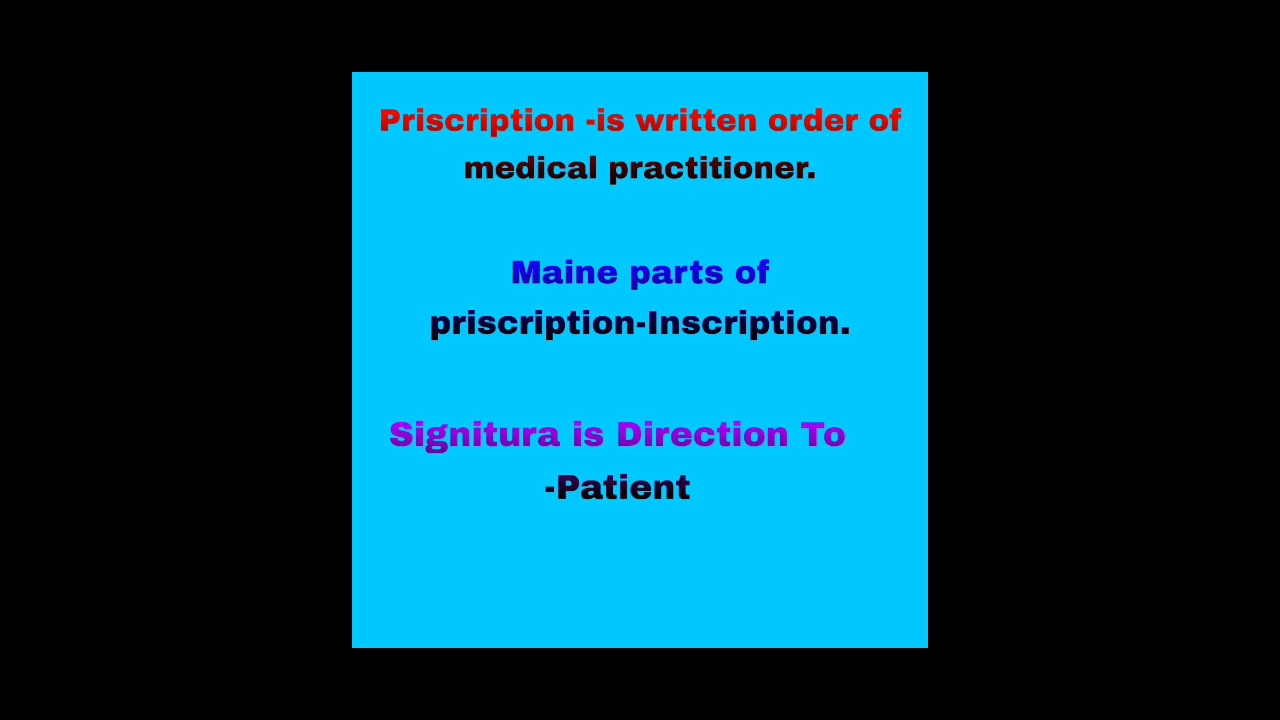 Priscription -is written order of
medical practitioner.
Maine parts of
priscription-Inscription.
Signitura is Direction To
-Patient